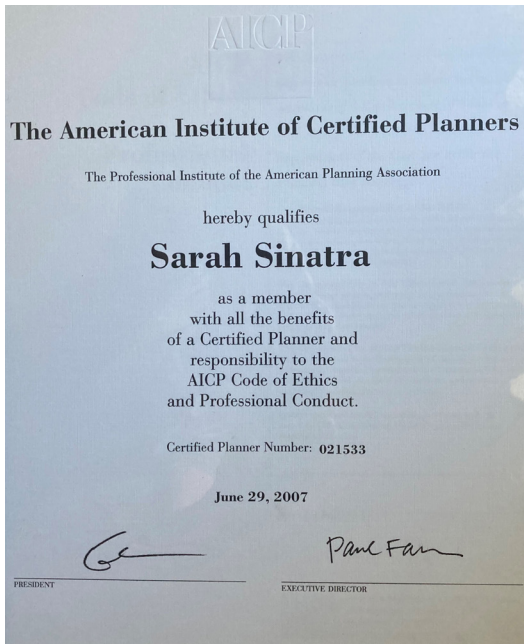 AICP
The American Institute of Certified Planners
The Professional Institute of the American Planning Association
hereby qualifies
Sarah Sinatra
as a member
with all the benefits
of a Certified Planner and
responsibility to the
AICP Code of Ethics
and Professional Conduct.
Certified Planner Number: 021533
June 29, 2007
Paul Farm
PRESIDENT
EXECUTIVE DIRECTOR